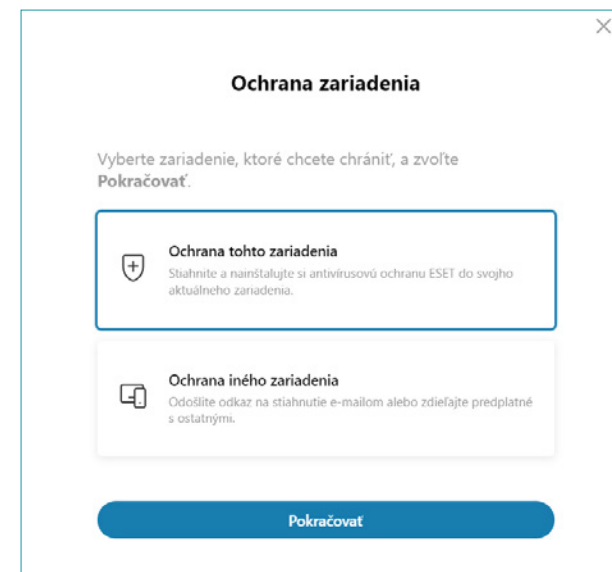 Ochrana zariadenia
Vyberte zariadenie, ktoré chcete chrániť, a zvoľte
Pokračovať.
Ochrana tohto zariadenia
Stiahnite a nainštalujte si antivírusovú ochranu ESET do svojho
aktuálneho zariadenia.
Ochrana iného zariadenia
Odošlite odkaz na stiahnutie e-mailom alebo zdieľajte predplatné
s ostatnými.
Pokračovať